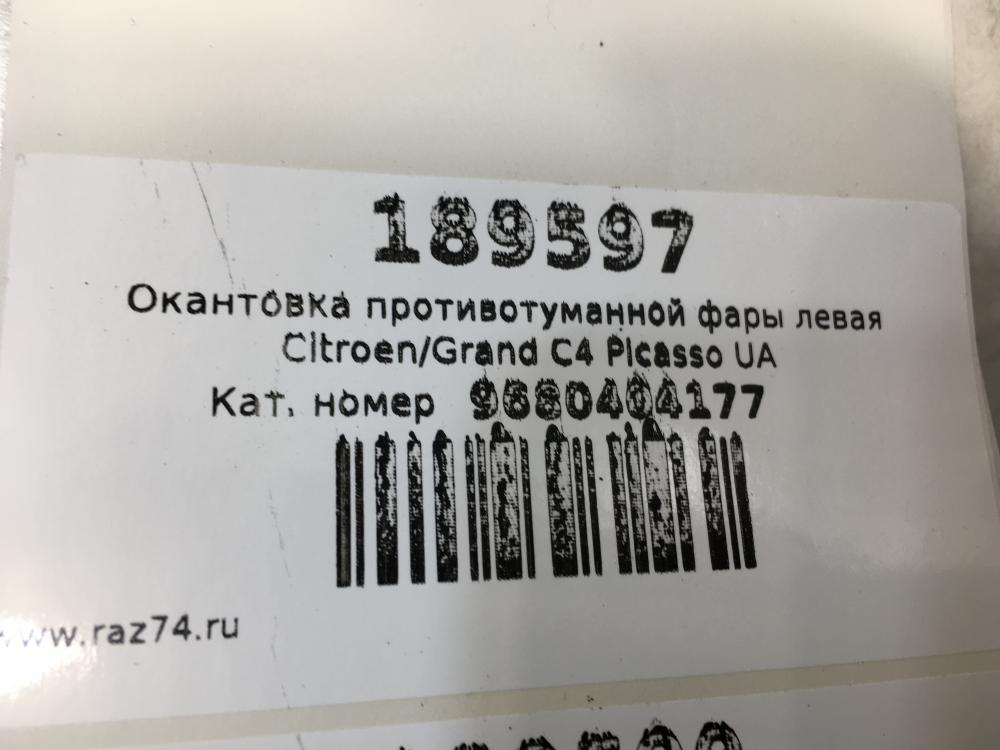 189597
Окантовка противотуманной фары левая
Citroen/Grand C4 Picasso UA
Кат. номер 9680404177
www.raz74.ru